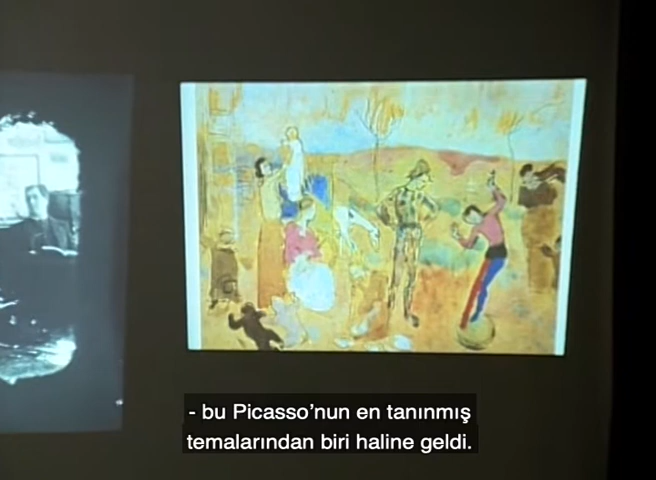 - bu Picasso'nun en tanınmış
temalarından biri haline geldi.